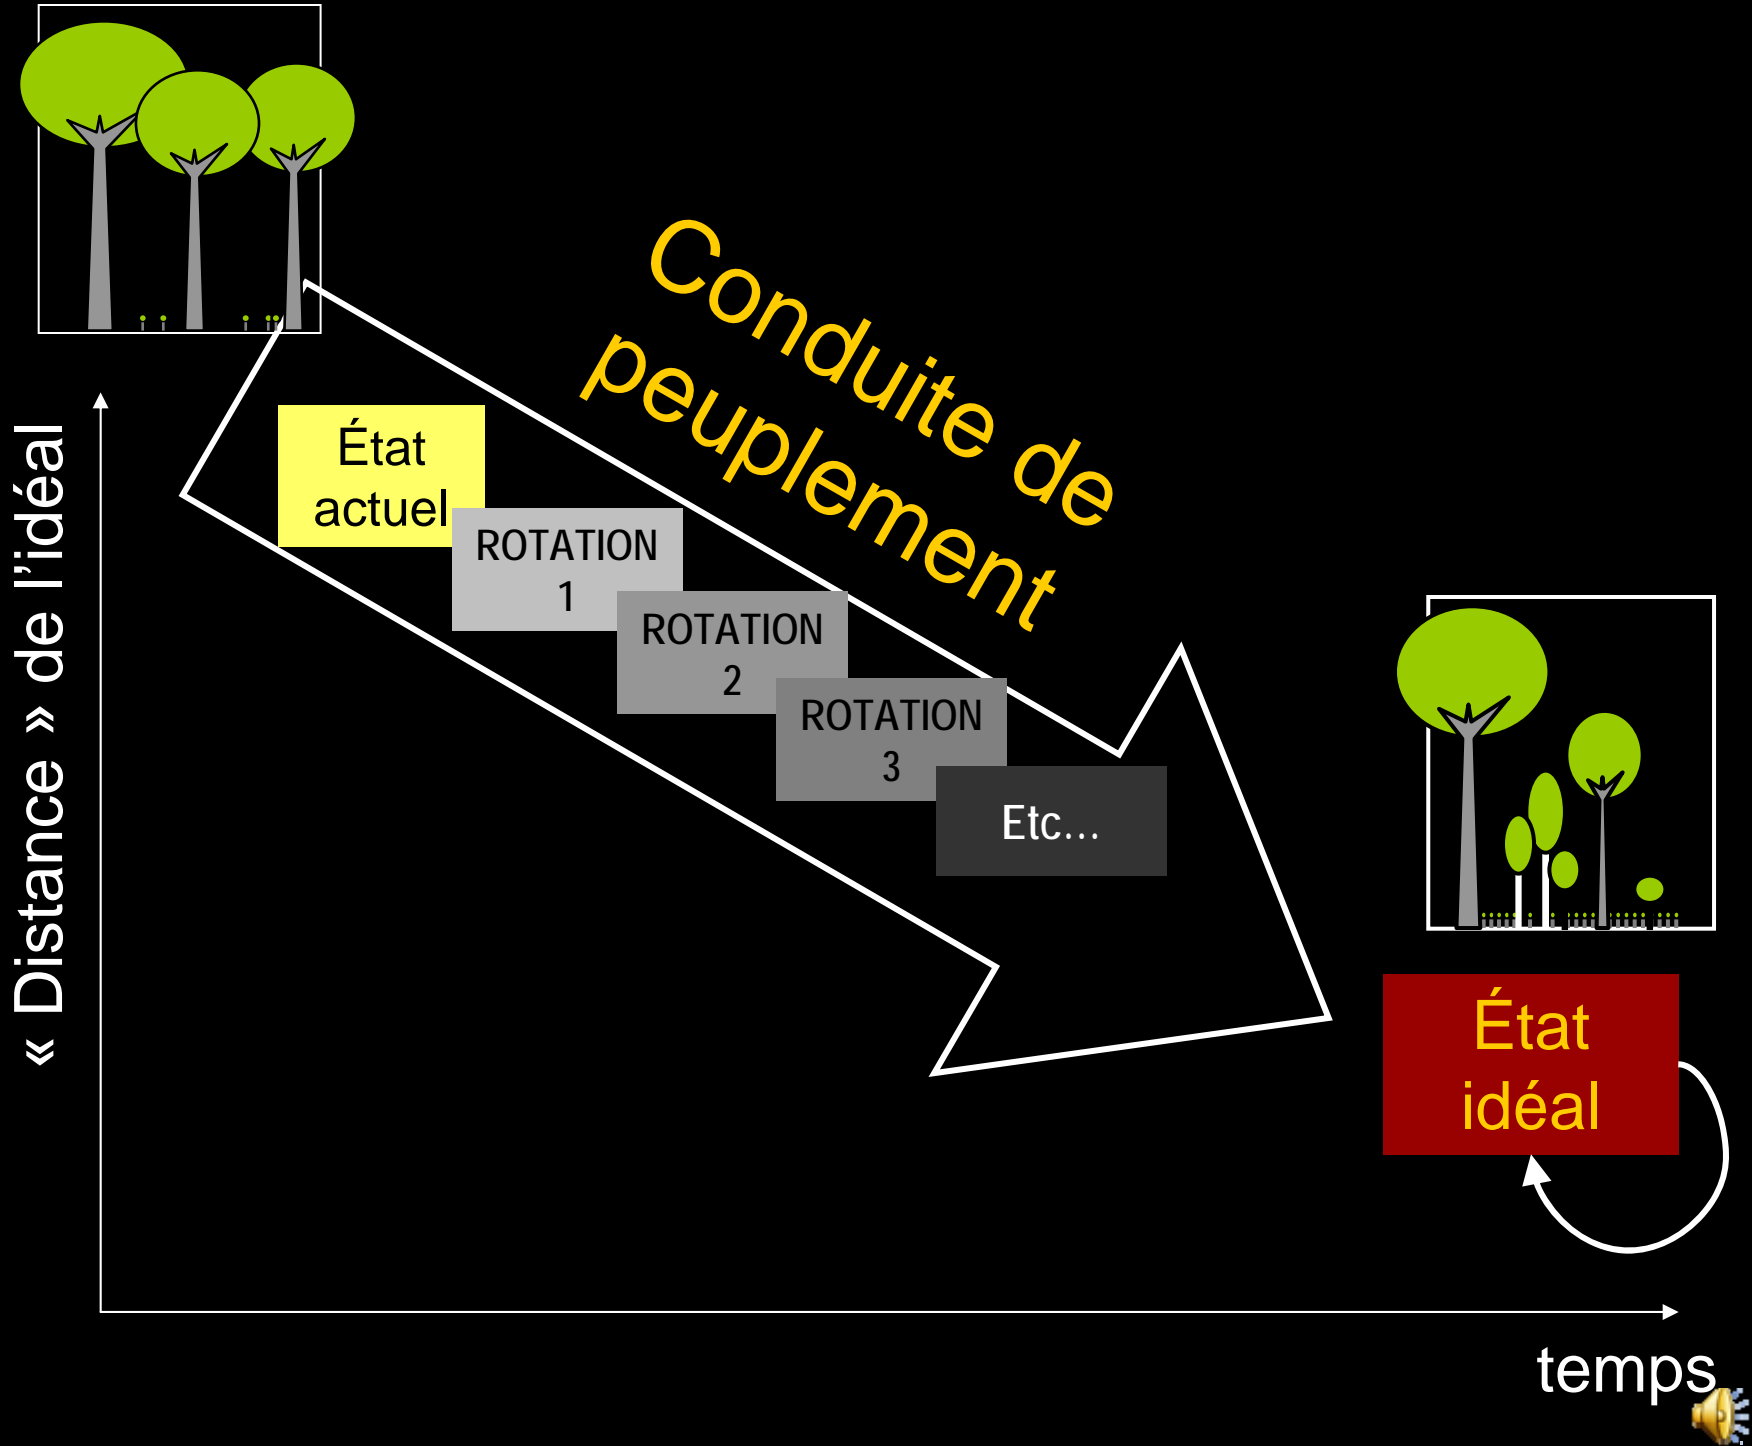 Conduite de
peuplement
« Distance » de l'idéal
État
actuel
ROTATION
1
ROTATION
2
ROTATION
3
Etc...
État
idéal
temps